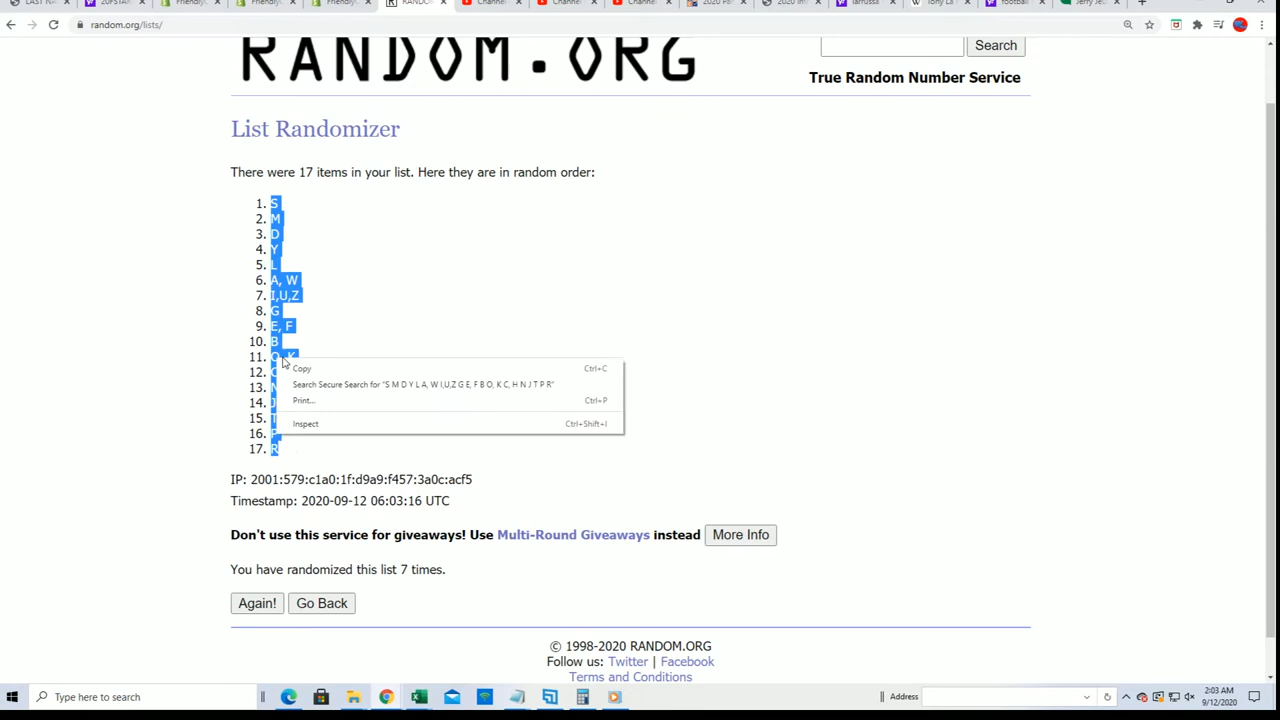 random.org/lists/
RANDOM.ORG
Search
True Random Number Service
List Randomizer
There were 17 items in your list. Here they are in random order:
1. S
2. M
3. D
4. Y
5. L
6. A, W
7. I,U,Z
8. G
9. E, F
10. B
11. O, K
12.
13.
14. J
15. T
16. P
17. R
Copy Ctrl+C
Search Secure Search for "S M D Y L A, W I,U,Z G E, F B O, K C, H N J T P R"
Print... Ctrl+P
Inspect Ctrl+Shift+I
IP: 2001:579:c1a0:1f:d9a9:f457:3a0c:acf5
Timestamp: 2020-09-12 06:03:16 UTC
Don't use this service for giveaways! Use Multi-Round Giveaways instead More Info
You have randomized this list 7 times.
Again! Go Back
© 1998-2020 RANDOM.ORG
Follow us: Twitter | Facebook
Terms and Conditions
Type here to search
Address
2:03 AM
9/12/2020